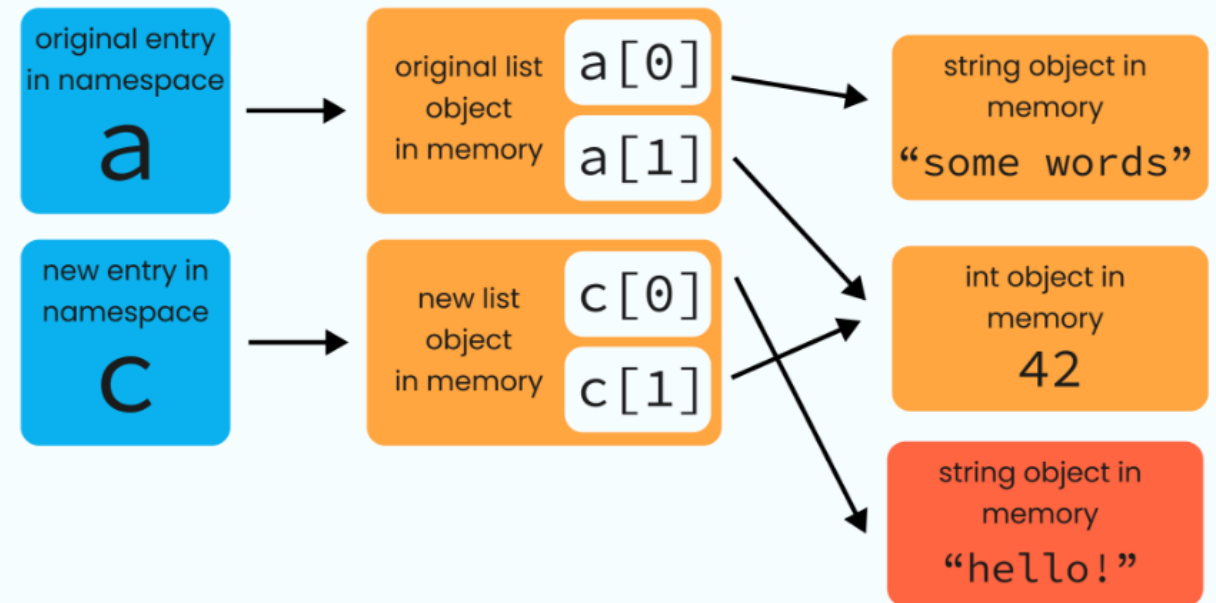 original entry
in namespace
a
original list
object
in memory
a[0]
a[1]
string object in
memory
“some words”
new entry in
namespace
c
new list
object
in memory
c[0]
c[1]
int object in
memory
42
string object in
memory
“hello!”